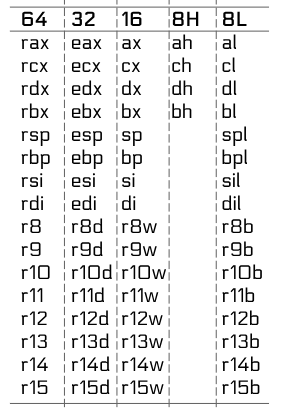 64 32 16 8H 8L
rax eax ax ah al
rcx ecx cx ch cl
rdx edx dx dh dl
rbx ebx bx bh bl
rsp esp sp spl
rbp ebp bp bpl
rsi esi si sil
rdi edi di dil
r8 r8d r8w r8b
r9 r9d r9w r9b
r10 r10d r10w r10b
r11 r11d r11w r11b
r12 r12d r12w r12b
r13 r13d r13w r13b
r14 r14d r14w r14b
r15 r15d r15w r15b